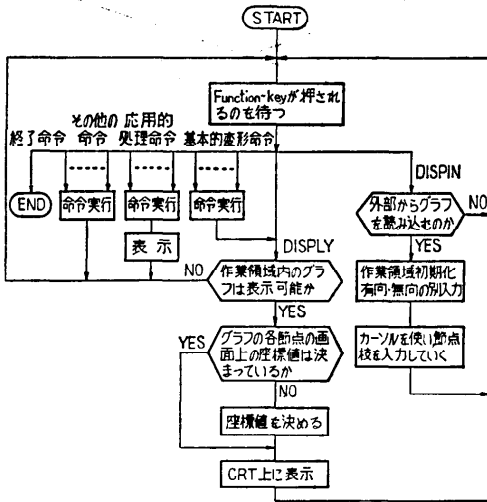 START
Function-keyが押され
るのを待つ
その他の 応用的
終了命令 命令 処理命令 基本的変形命令
DISPIN
END
命令実行
命令実行
命令実行
外部からグラフ
を読み込むのか
NO
表示
DISPLY
YES
NO
作業領域内のグラ
フは表示可能か
作業領域初期化
有向・無向の別入力
YES
YES
グラフの各節点の画
面上の座標値は決
まっているか
カーソルを使い節点
枝を入力していく
NO
座標値を決める
CRT上に表示